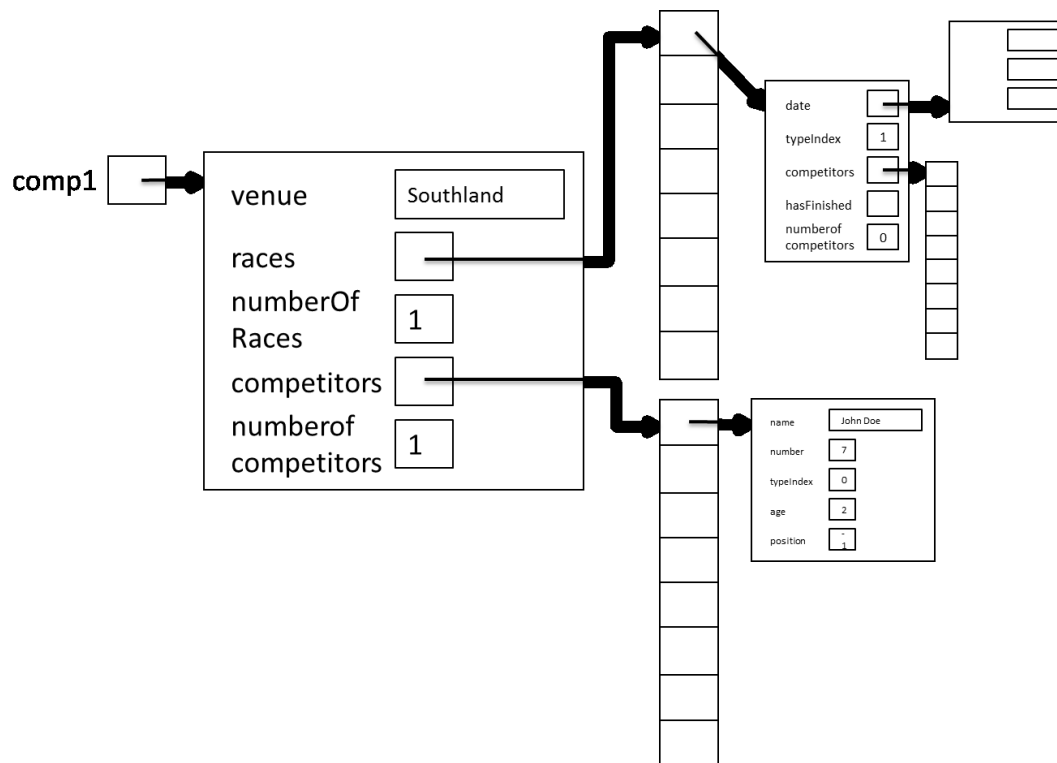 comp1
venue
Southland
races
numberOf
Races
1
competitors
numberof
competitors
1
date
typeIndex
1
competitors
hasFinished
numberof
competitors
0
name
John Doe
number
7
typeIndex
0
age
2
position
-
1